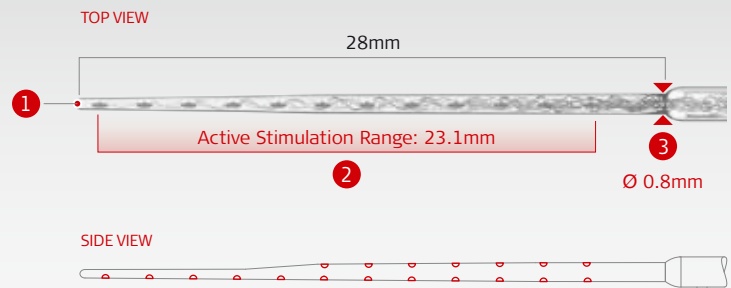 TOP VIEW
28mm
1
Active Stimulation Range: 23.1mm
2
3
Ø 0.8mm
SIDE VIEW